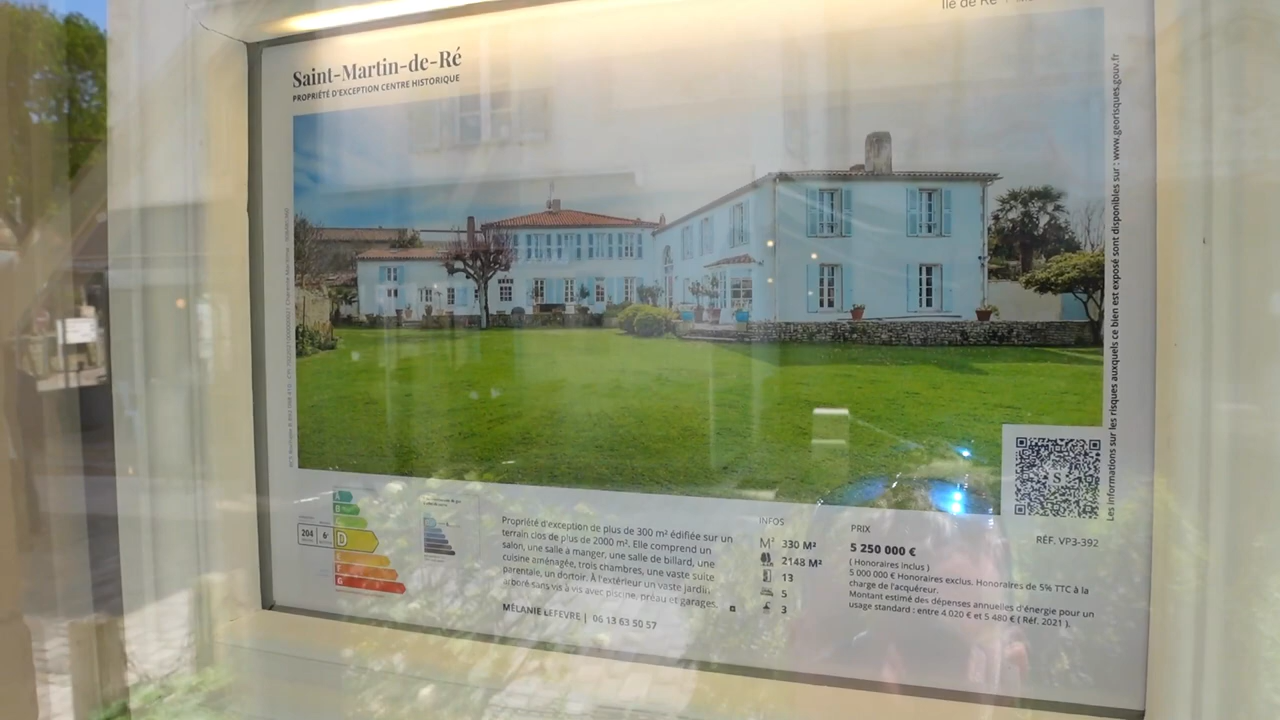 Ile de Ré
Saint-Martin-de-Ré
PROPRIÉTÉ D'EXCEPTION CENTRE HISTORIQUE
Les informations sur les risques auxquels ce bien est exposé sont disponibles sur : www.georisques.gouv.fr
A
B
204
6
D
E
F
G
Propriété d'exception de plus de 300 m² édifiée sur un
terrain clos de plus de 2000 m². Elle comprend un
salon, une salle à manger, une salle de billard, une
cuisine aménagée, trois chambres, une vaste suite
parentale, un dortoir. À l'extérieur un vaste jardin
arboré sans vis à vis avec piscine, préau et garages.
MÉLANIE LEFEVRE | 06 13 63 50 57
INFOS
M² 330 M²
2148 M²
13
5
3
PRIX
5 250 000 €
( Honoraires inclus )
5 000 000 € Honoraires exclus. Honoraires de 5% TTC à la
charge de l'acquéreur.
Montant estimé des dépenses annuelles d'énergie pour un
usage standard : entre 4 020 € et 5 480 € ( Réf. 2021 ).
S
RÉF. VP3-392